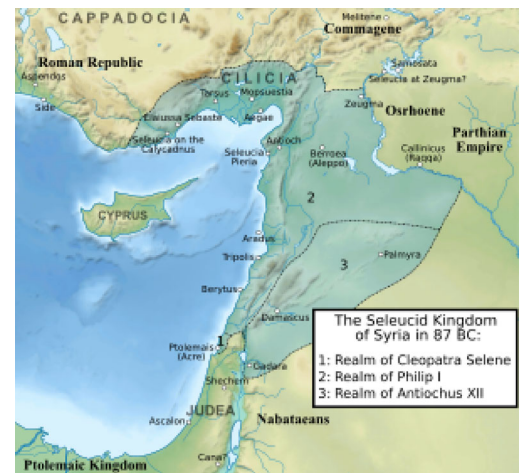 CAPPADOCIA
Melitene
Commagene
Roman Republic
Samosata
Aspendos
CILICIA
Seleucia at Zeugma?
Tarsus
Mopsuestia
Side
Zeugma
Osrhoene
Elaiussa Sebaste
Aegae
Parthian
Empire
Seleucia on the
Calycadnus
Antioch
Seleucia
Pieria
Beroea
(Aleppo)
Callinicus
(Raqqa)
2
CYPRUS
Aradus
Palmyra
3
Tripolis
Berytus
Damascus
The Seleucid Kingdom
of Syria in 87 BC:
1: Realm of Cleopatra Selene
2: Realm of Philip I
3: Realm of Antiochus XII
1
Ptolemais
(Acre)
Gadara
Shechem
JUDEA
Ascalon
Nabataeans
Cana?
Ptolemaic Kingdom